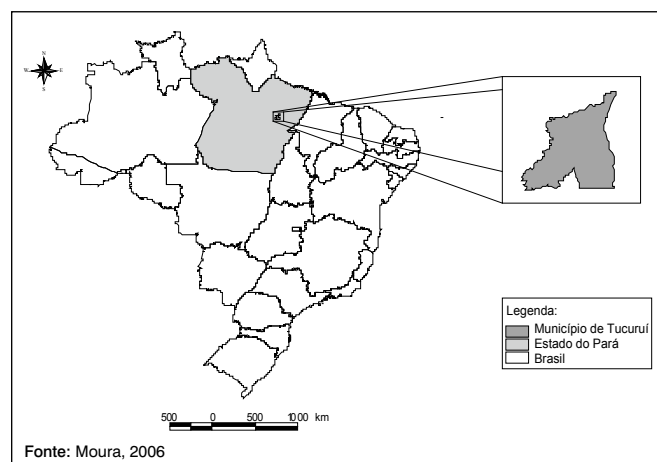 N
W E
S
Legenda:
Município de Tucuruí
Estado do Pará
Brasil
500 0 500 1000 km
Fonte: Moura, 2006